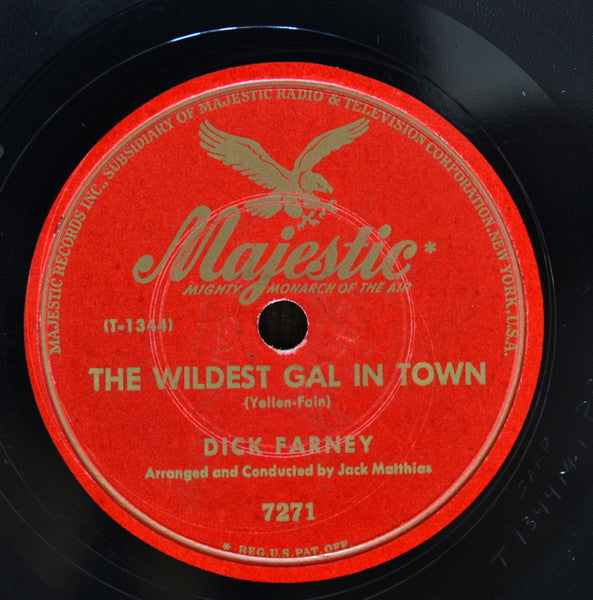 MAJESTIC RECORDS INC., SUBSIDIARY OF MAJESTIC RADIO & TELEVISION CORPORATION, NEW YORK, U.S.A.
Majestic*
MIGHTY MONARCH OF THE AIR
(T-1344)
THE WILDEST GAL IN TOWN
(Yellen-Fain)
DICK FARNEY
Arranged and Conducted by Jack Matthias
7271
* REG. U.S. PAT. OFF.